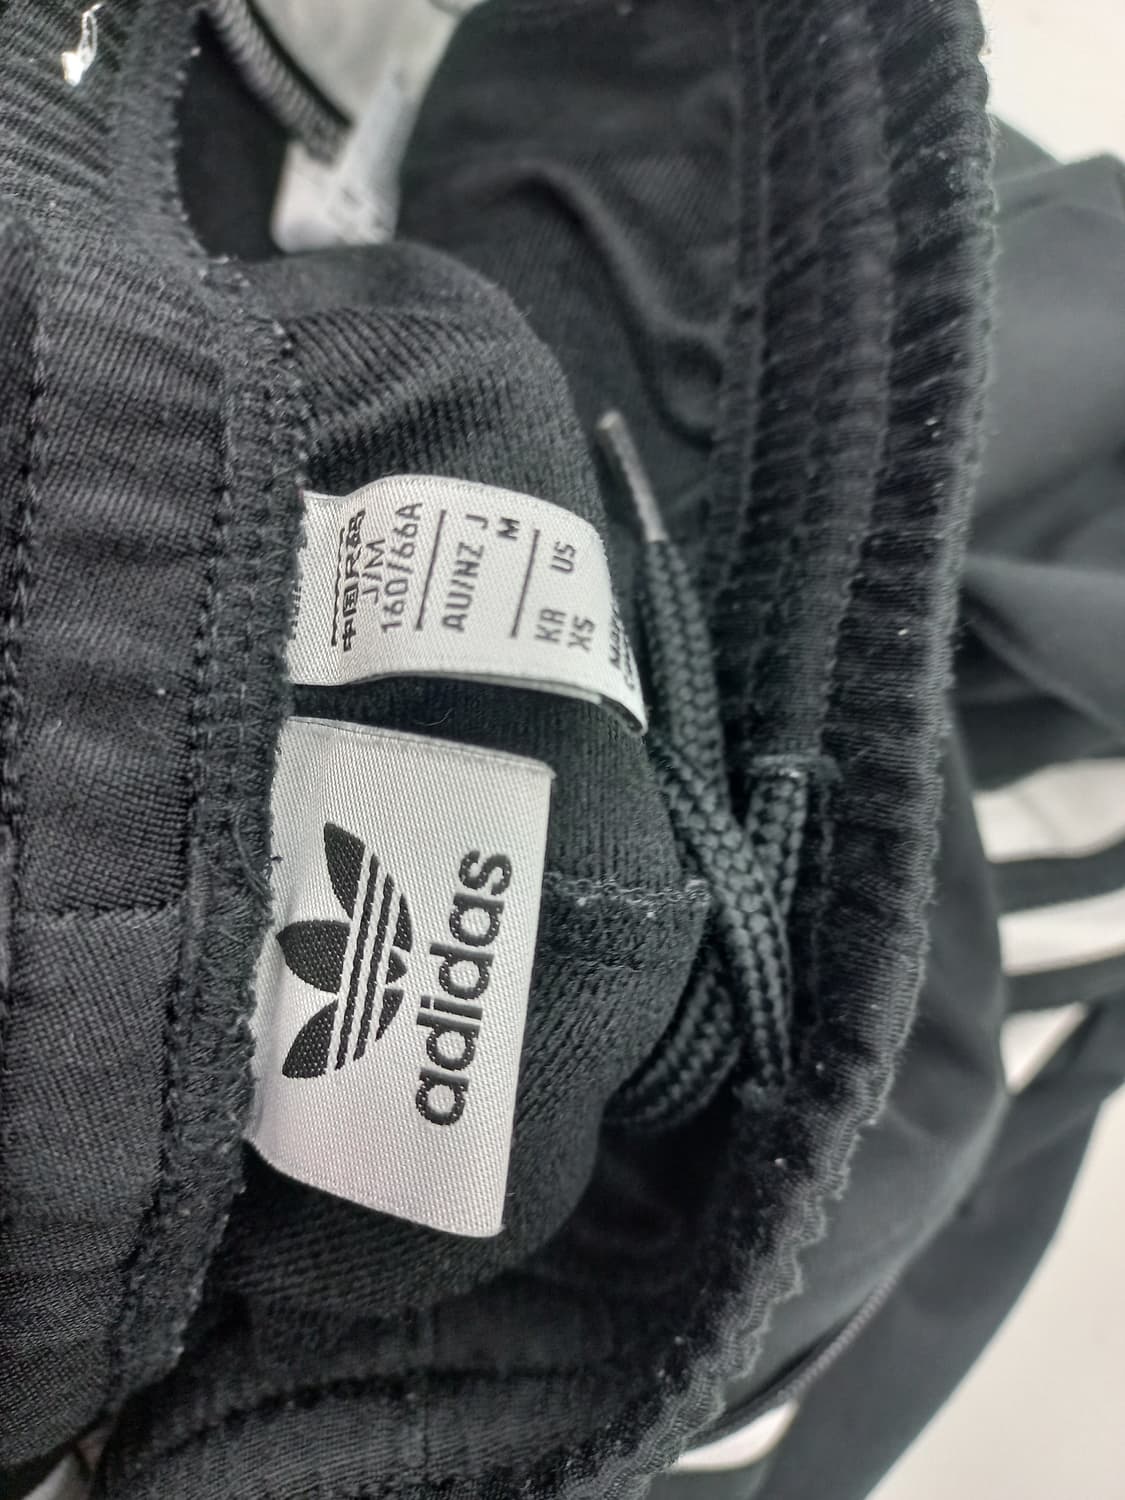 中国尺码
J/M
160/66A
AU/NZ J
M
KR US
XS
adidas